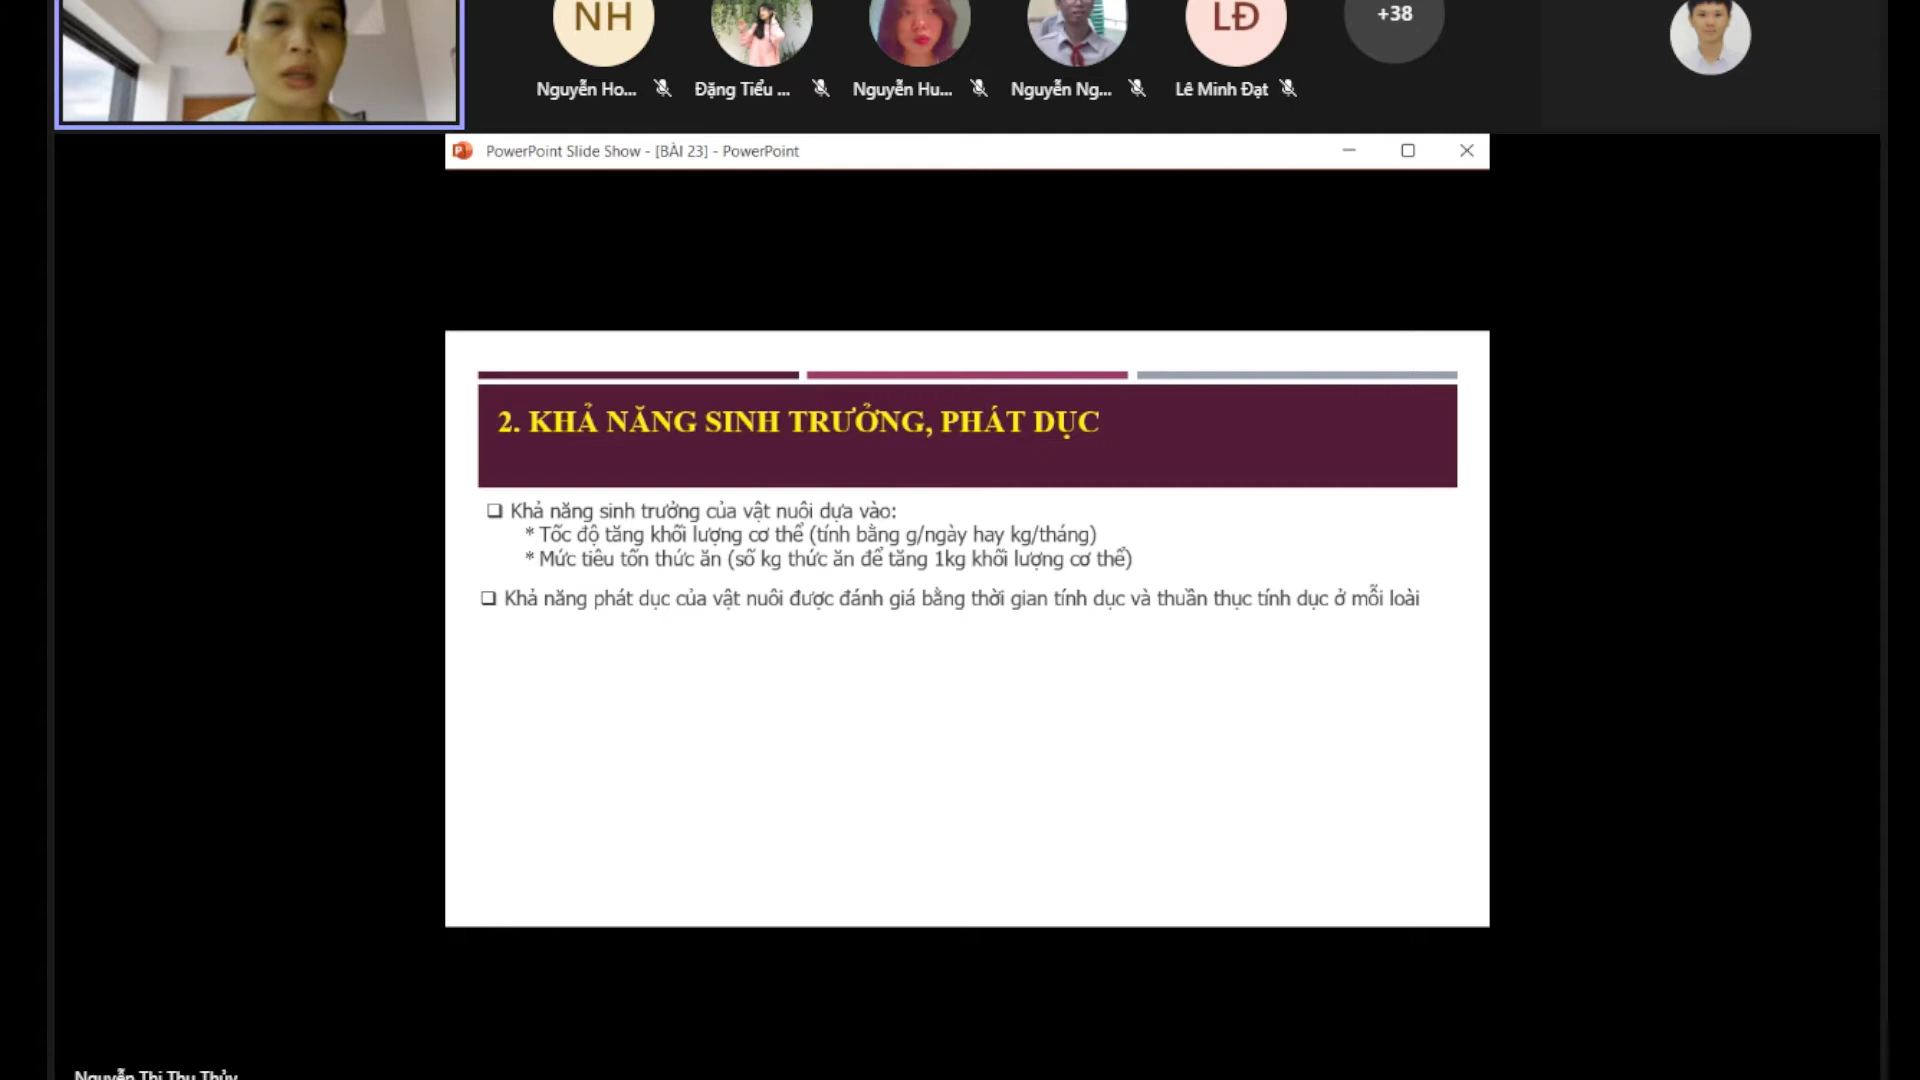 NH
LĐ
+38
Nguyễn Ho...
Đặng Tiểu ...
Nguyễn Hu...
Nguyễn Ng...
Lê Minh Đạt
PowerPoint Slide Show - [BÀI 23] - PowerPoint
2. KHẢ NĂNG SINH TRƯỞNG, PHÁT DỤC
Khả năng sinh trưởng của vật nuôi dựa vào:
* Tốc độ tăng khối lượng cơ thể (tính bằng g/ngày hay kg/tháng)
* Mức tiêu tốn thức ăn (số kg thức ăn để tăng 1kg khối lượng cơ thể)
Khả năng phát dục của vật nuôi được đánh giá bằng thời gian tính dục và thuần thục tính dục ở mỗi loài
Nguyễn Thị Thu Thủy